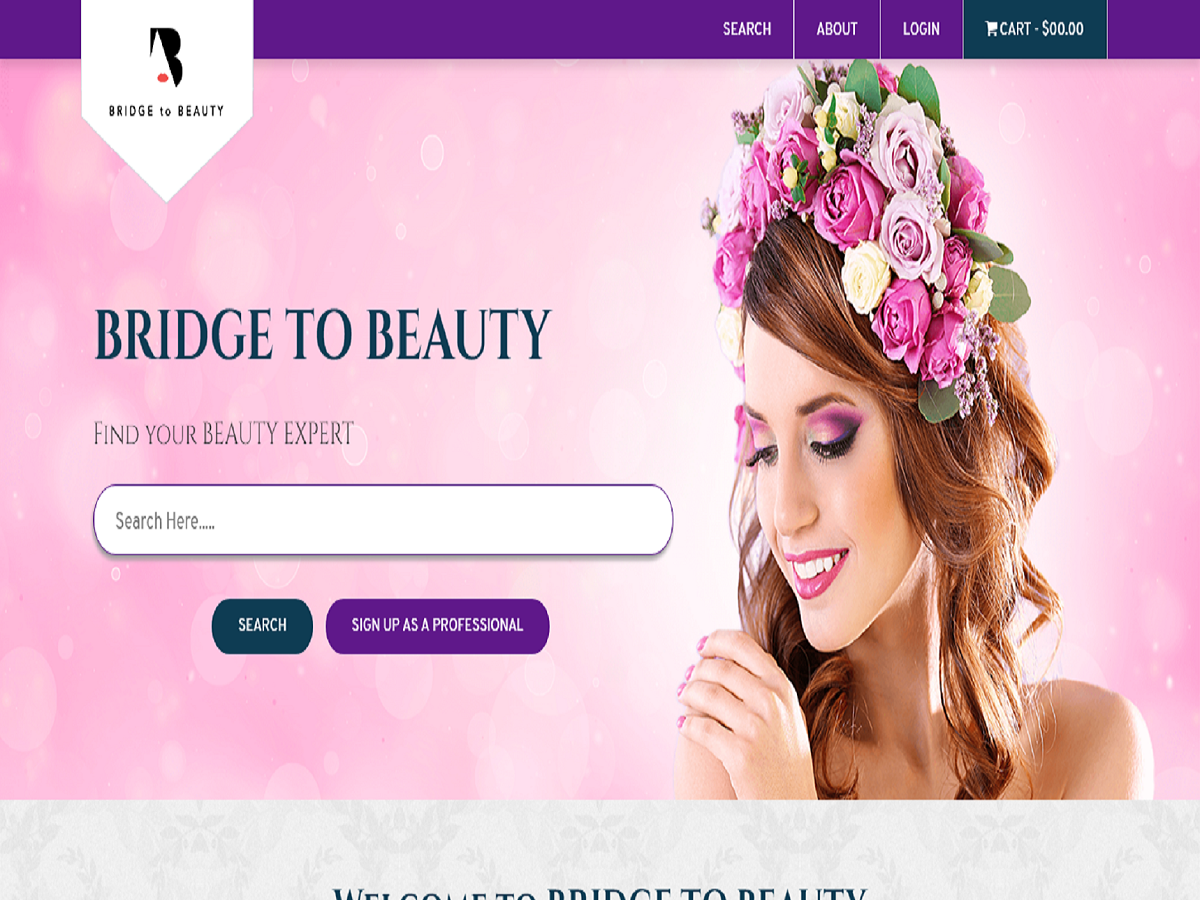 SEARCH
ABOUT
LOGIN
CART - $00.00
BRIDGE to BEAUTY
BRIDGE TO BEAUTY
FIND YOUR BEAUTY EXPERT
Search Here.....
SEARCH
SIGN UP AS A PROFESSIONAL
WELCOME TO BRIDGE TO BEAUTY